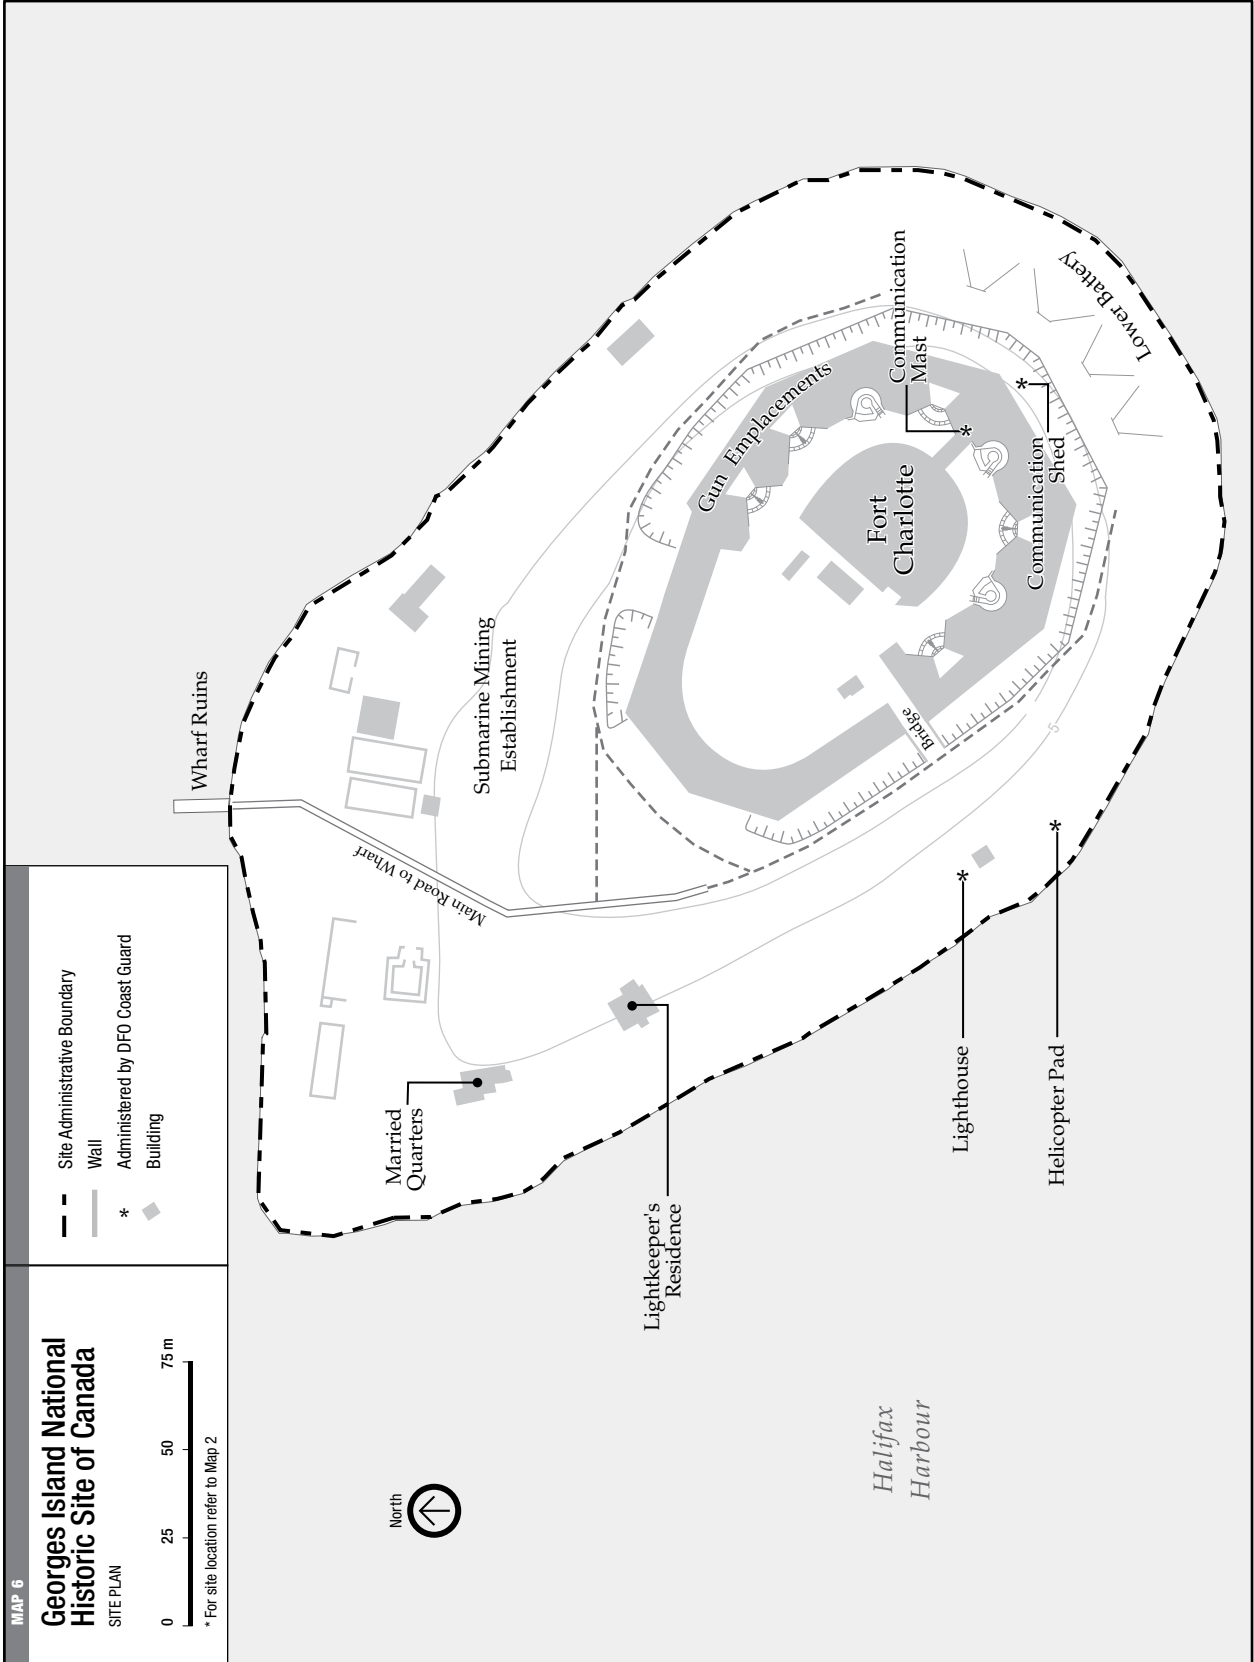 MAP 6
Georges Island National
Historic Site of Canada
SITE PLAN
0 25 50 75 m
* For site location refer to Map 2
Site Administrative Boundary
Wall
* Administered by DFO Coast Guard
Building
North
Wharf Ruins
Main Road to Wharf
Submarine Mining
Establishment
Married
Quarters
Lightkeeper's
Residence
Gun Emplacements
Fort
Charlotte
Communication
Mast
Communication
Shed
Lower Battery
Bridge
5
Lighthouse
*
Helicopter Pad
*
*
*
Halifax
Harbour